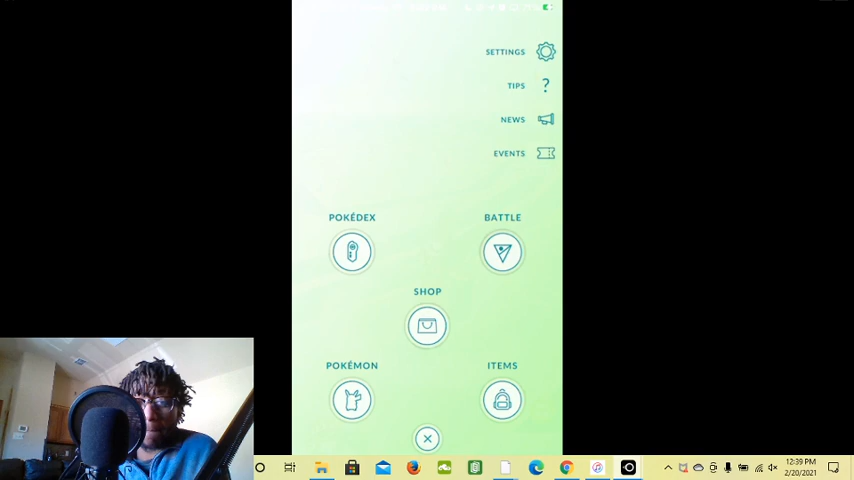 SETTINGS
TIPS
?
NEWS
EVENTS
POKÉDEX
BATTLE
SHOP
POKÉMON
ITEMS
12:39 PM
2/20/2021